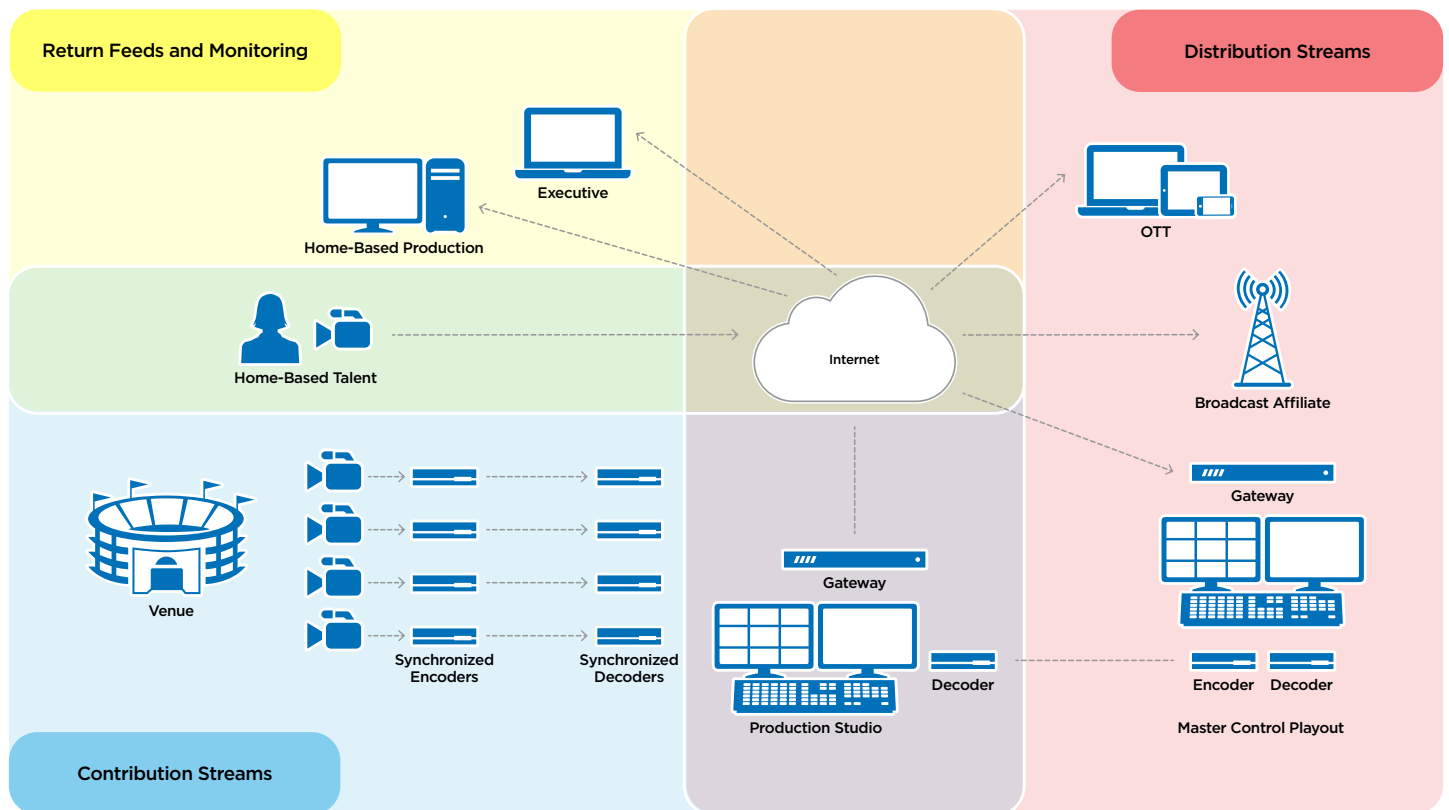 Return Feeds and Monitoring
Distribution Streams
Executive
Home-Based Production
OTT
Home-Based Talent
Internet
Broadcast Affiliate
Venue
Synchronized
Encoders
Synchronized
Decoders
Gateway
Gateway
Decoder
Encoder
Decoder
Production Studio
Master Control Playout
Contribution Streams